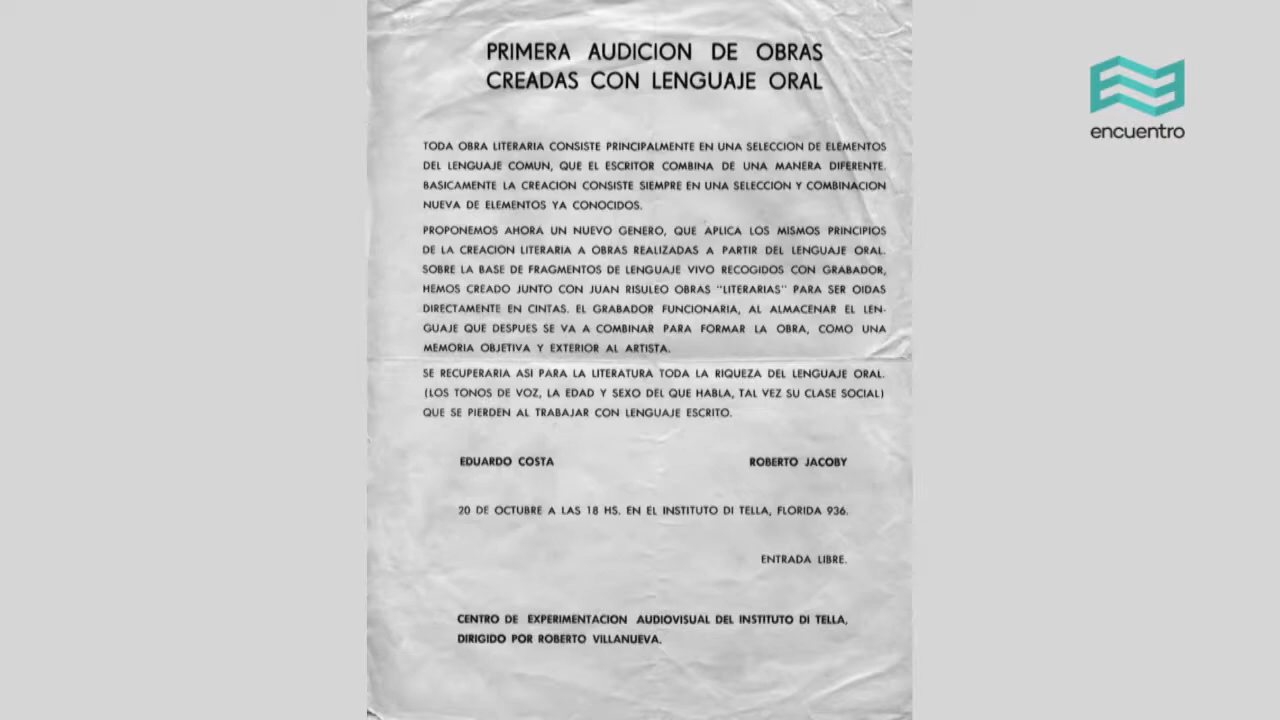 PRIMERA AUDICION DE OBRAS
CREADAS CON LENGUAJE ORAL
TODA OBRA LITERARIA CONSISTE PRINCIPALMENTE EN UNA SELECCION DE ELEMENTOS
DEL LENGUAJE COMUN, QUE EL ESCRITOR COMBINA DE UNA MANERA DIFERENTE.
BASICAMENTE LA CREACION CONSISTE SIEMPRE EN UNA SELECCION Y COMBINACION
NUEVA DE ELEMENTOS YA CONOCIDOS.
PROPONEMOS AHORA UN NUEVO GENERO, QUE APLICA LOS MISMOS PRINCIPIOS
DE LA CREACION LITERARIA A OBRAS REALIZADAS A PARTIR DEL LENGUAJE ORAL.
SOBRE LA BASE DE FRAGMENTOS DE LENGUAJE VIVO RECOGIDOS CON GRABADOR,
HEMOS CREADO JUNTO CON JUAN RISULEO OBRAS "LITERARIAS" PARA SER OIDAS
DIRECTAMENTE EN CINTAS. EL GRABADOR FUNCIONARIA, AL ALMACENAR EL LEN-
GUAJE QUE DESPUES SE VA A COMBINAR PARA FORMAR LA OBRA, COMO UNA
MEMORIA OBJETIVA Y EXTERIOR AL ARTISTA.
SE RECUPERARIA ASI PARA LA LITERATURA TODA LA RIQUEZA DEL LENGUAJE ORAL.
(LOS TONOS DE VOZ, LA EDAD Y SEXO DEL QUE HABLA, TAL VEZ SU CLASE SOCIAL)
QUE SE PIERDEN AL TRABAJAR CON LENGUAJE ESCRITO.
EDUARDO COSTA ROBERTO JACOBY
20 DE OCTUBRE A LAS 18 HS. EN EL INSTITUTO DI TELLA, FLORIDA 936.
ENTRADA LIBRE.
CENTRO DE EXPERIMENTACION AUDIOVISUAL DEL INSTITUTO DI TELLA,
DIRIGIDO POR ROBERTO VILLANUEVA.
encuentro